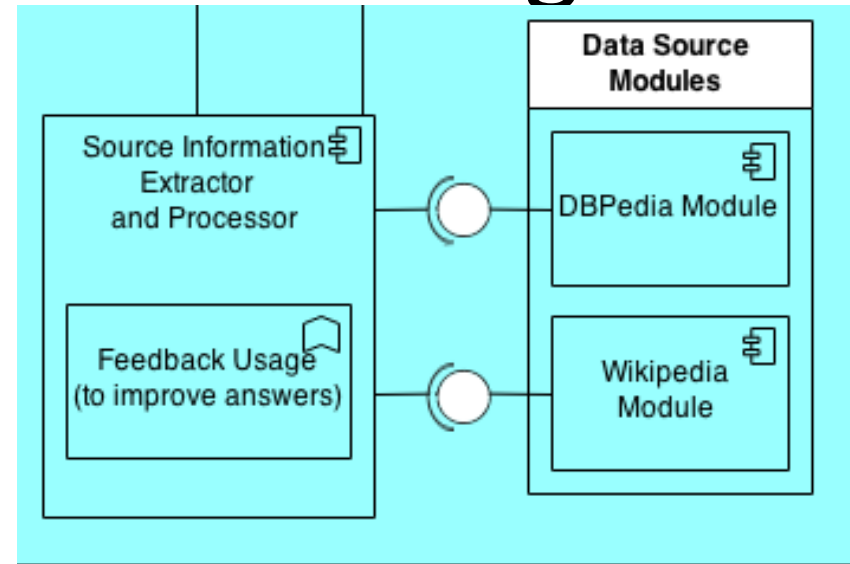 Data Source
Modules
Source Information
Extractor
and Processor
DBPedia Module
Feedback Usage
(to improve answers)
Wikipedia
Module